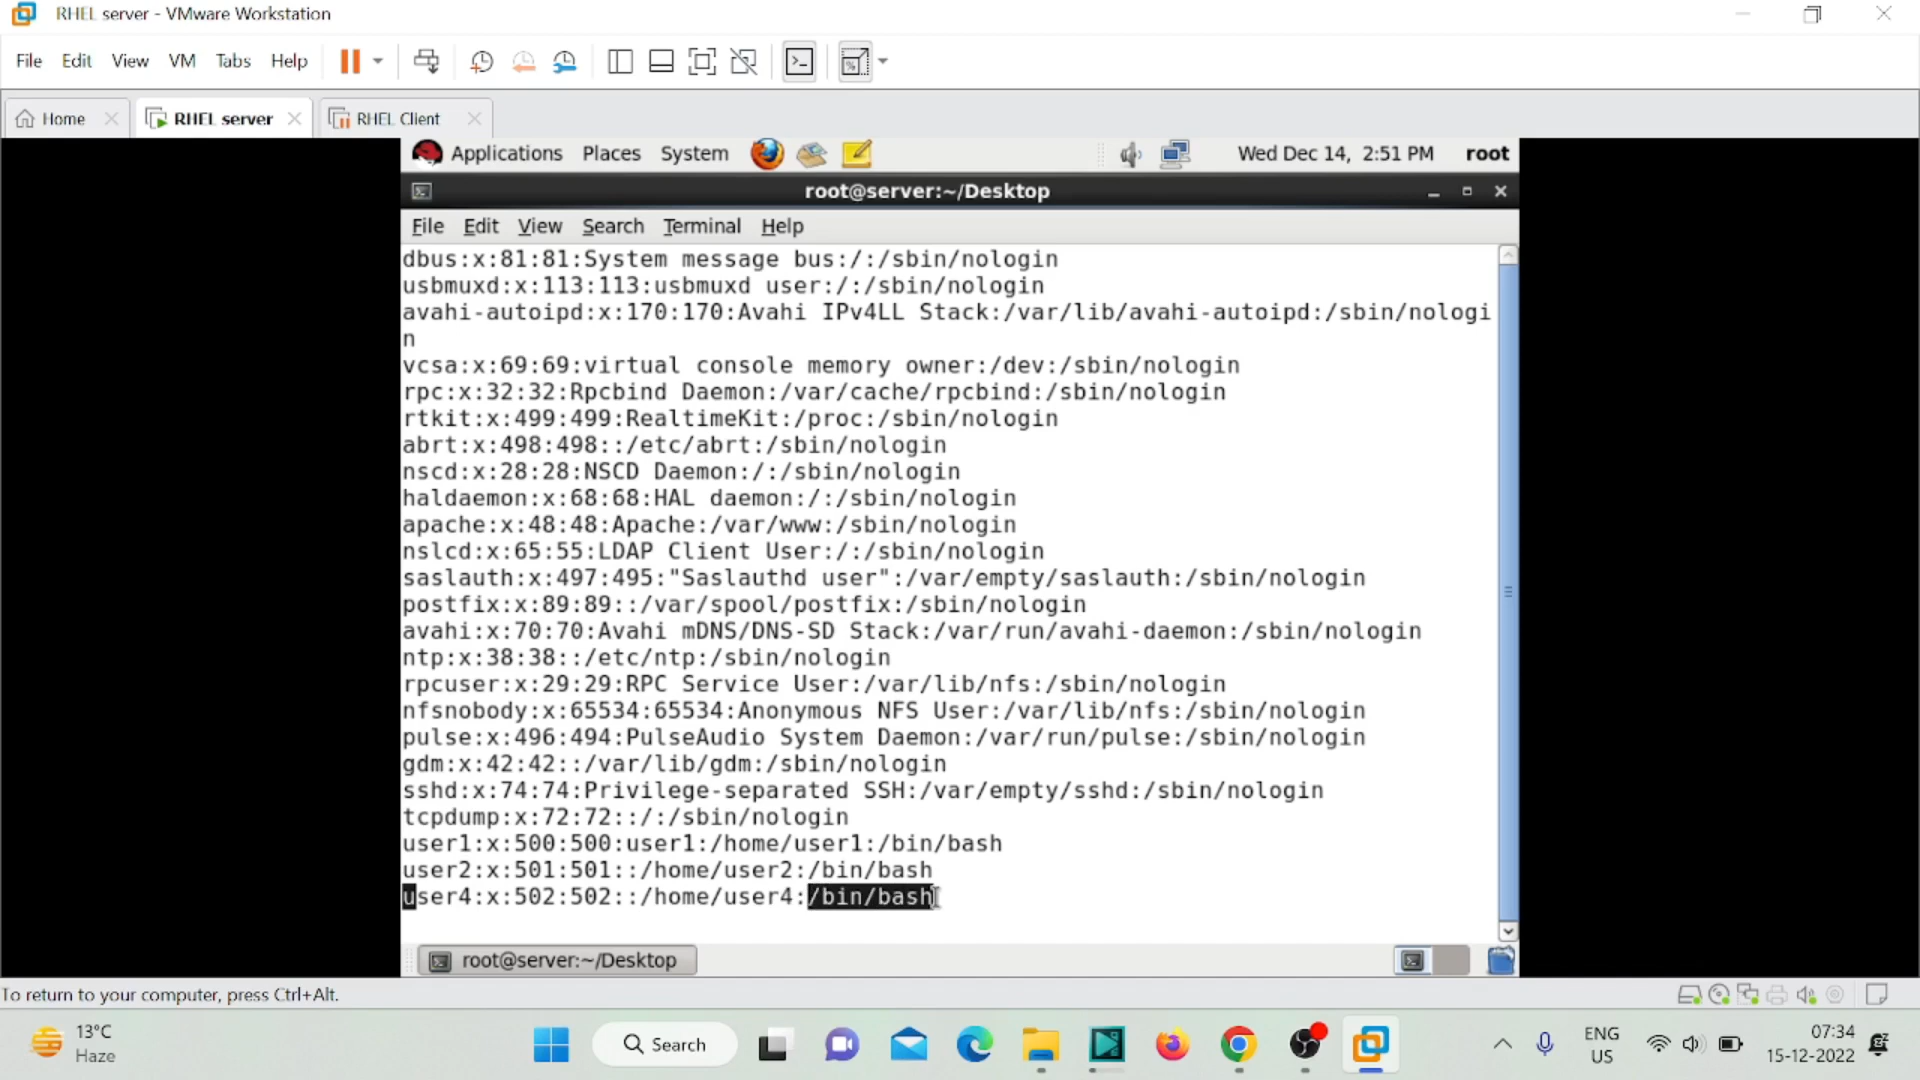 RHEL server - VMware Workstation
File Edit View VM Tabs Help
Home
RHEL server
RHEL Client
Applications Places System
Wed Dec 14, 2:51 PM root
root@server:~/Desktop
File Edit View Search Terminal Help
dbus:x:81:81:System message bus:/:/sbin/nologin
usbmuxd:x:113:113:usbmuxd user:/:/sbin/nologin
avahi-autoipd:x:170:170:Avahi IPv4LL Stack:/var/lib/avahi-autoipd:/sbin/nologi
n
vcsa:x:69:69:virtual console memory owner:/dev:/sbin/nologin
rpc:x:32:32:Rpcbind Daemon:/var/cache/rpcbind:/sbin/nologin
rtkit:x:499:499:RealtimeKit:/proc:/sbin/nologin
abrt:x:498:498::/etc/abrt:/sbin/nologin
nscd:x:28:28:NSCD Daemon:/:/sbin/nologin
haldaemon:x:68:68:HAL daemon:/:/sbin/nologin
apache:x:48:48:Apache:/var/www:/sbin/nologin
nslcd:x:65:55:LDAP Client User:/:/sbin/nologin
saslauth:x:497:495:"Saslauthd user":/var/empty/saslauth:/sbin/nologin
postfix:x:89:89::/var/spool/postfix:/sbin/nologin
avahi:x:70:70:Avahi mDNS/DNS-SD Stack:/var/run/avahi-daemon:/sbin/nologin
ntp:x:38:38::/etc/ntp:/sbin/nologin
rpcuser:x:29:29:RPC Service User:/var/lib/nfs:/sbin/nologin
nfsnobody:x:65534:65534:Anonymous NFS User:/var/lib/nfs:/sbin/nologin
pulse:x:496:494:PulseAudio System Daemon:/var/run/pulse:/sbin/nologin
gdm:x:42:42::/var/lib/gdm:/sbin/nologin
sshd:x:74:74:Privilege-separated SSH:/var/empty/sshd:/sbin/nologin
tcpdump:x:72:72::/:/sbin/nologin
user1:x:500:500:user1:/home/user1:/bin/bash
user2:x:501:501::/home/user2:/bin/bash
user4:x:502:502::/home/user4:/bin/bash
root@server:~/Desktop
To return to your computer, press Ctrl+Alt.
13°C
Haze
Search
ENG
US
07:34
15-12-2022